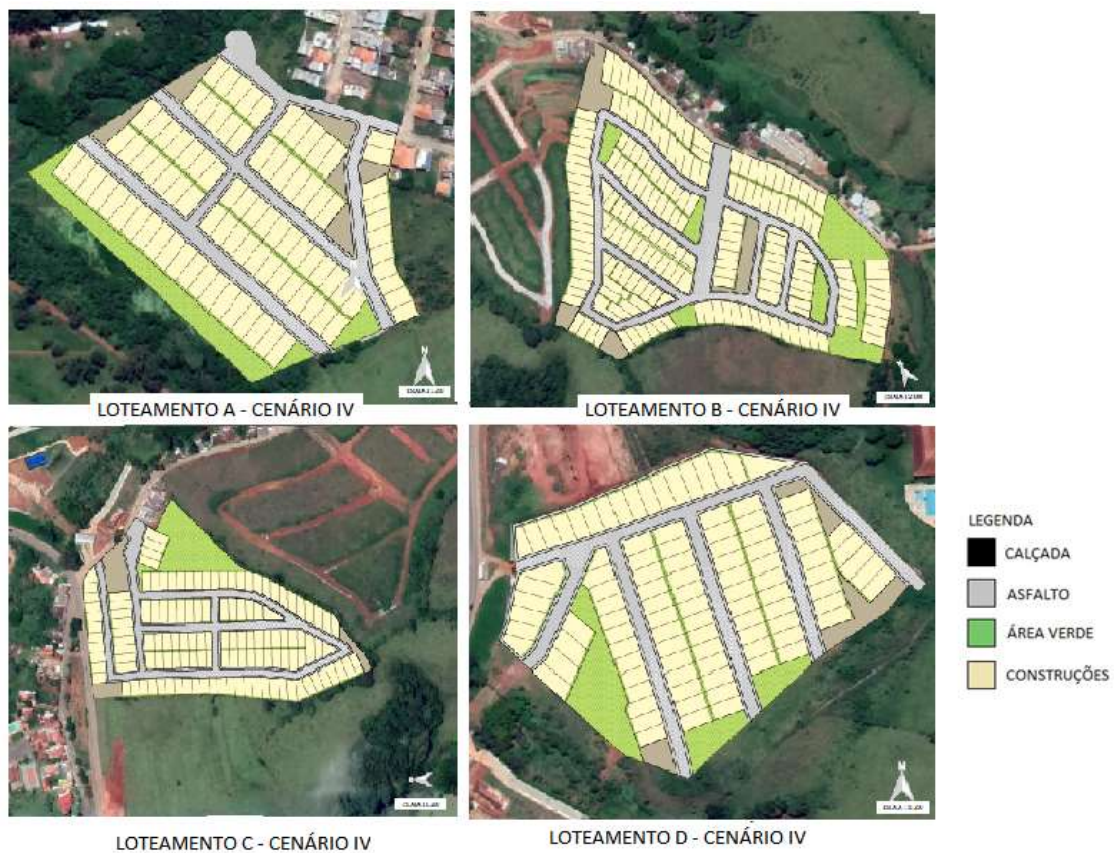 N
N
LOTEAMENTO A - CENÁRIO IV
LOTEAMENTO B - CENÁRIO IV
LEGENDA
CALÇADA
ASFALTO
ÁREA VERDE
CONSTRUÇÕES
N
LOTEAMENTO C - CENÁRIO IV
LOTEAMENTO D - CENÁRIO IV